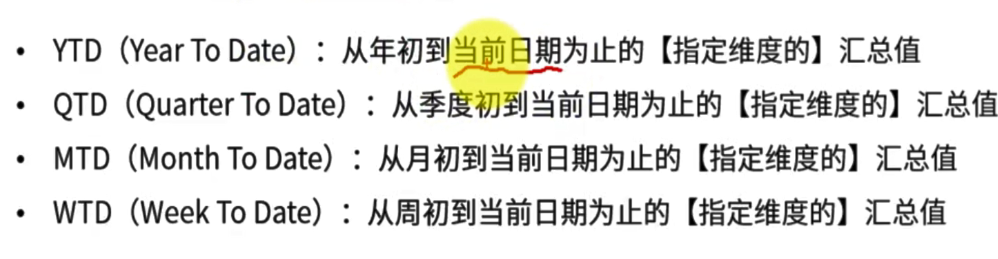 • YTD（Year To Date）：从年初到当前日期为止的【指定维度的】汇总值
• QTD（Quarter To Date）：从季度初到当前日期为止的【指定维度的】汇总值
• MTD（Month To Date）：从月初到当前日期为止的【指定维度的】汇总值
• WTD（Week To Date）：从周初到当前日期为止的【指定维度的】汇总值